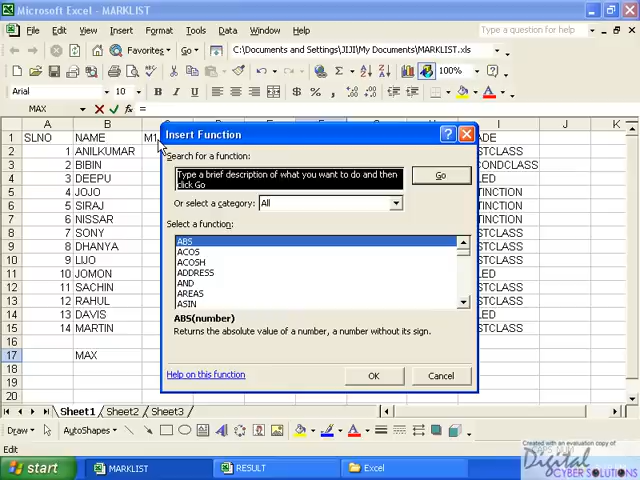 Microsoft Excel - MARKLIST
File Edit View Insert Format Tools Data Window Help
Type a question for help
Favorites Go C:\Documents and Settings\JIJI\My Documents\MARKLIST.xls
100%
Arial 10 B I U
MAX =
A B I J K
1 SLNO NAME M1 ADE
2 1 ANILKUMAR STCLASS
3 2 BIBIN CONDCLASS
4 3 DEEPU LED
5 4 JOJO TINCTION
6 5 SIRAJ TINCTION
7 6 NISSAR TINCTION
8 7 SONY STCLASS
9 8 DHANYA STCLASS
10 9 LIJO STCLASS
11 10 JOMON LED
12 11 SACHIN STCLASS
13 12 RAHUL STCLASS
14 13 DAVIS LED
15 14 MARTIN STCLASS
16
17 MAX
18
19
20
Insert Function
Search for a function:
Type a brief description of what you want to do and then
click Go
Go
Or select a category: All
Select a function:
ABS
ACOS
ACOSH
ADDRESS
AND
AREAS
ASIN
ABS(number)
Returns the absolute value of a number, a number without its sign.
Help on this function OK Cancel
Sheet1 Sheet2 Sheet3
Draw AutoShapes
Edit
Created with an evaluation copy of
Digital
CYBER SOLUTIONS
start MARKLIST RESULT Excel